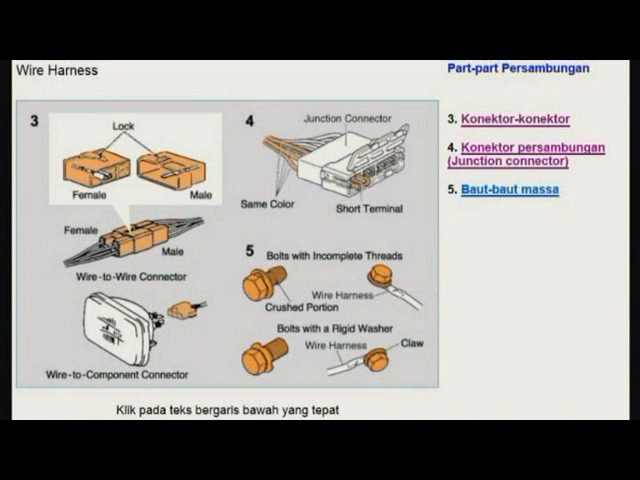 Wire Harness
3
Lock
Female
Male
Female
Male
Wire-to-Wire Connector
Wire-to-Component Connector
4
Junction Connector
Same Color
Short Terminal
5
Bolts with Incomplete Threads
Wire Harness
Crushed Portion
Bolts with a Rigid Washer
Wire Harness
Claw
Part-part Persambungan
3. Konektor-konektor
4. Konektor persambungan
(Junction connector)
5. Baut-baut massa
Klik pada teks bergaris bawah yang tepat